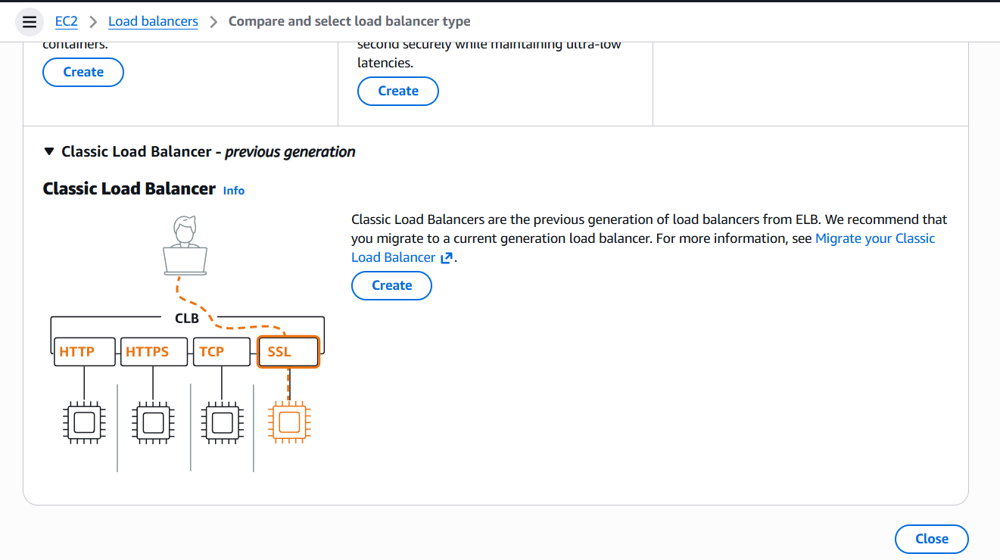 EC2 > Load balancers > Compare and select load balancer type
containers.
Create
second securely while maintaining ultra-low
latencies.
Create
Classic Load Balancer - previous generation
Classic Load Balancer Info
Classic Load Balancers are the previous generation of load balancers from ELB. We recommend that
you migrate to a current generation load balancer. For more information, see Migrate your Classic
Load Balancer .
Create
CLB
HTTP HTTPS TCP SSL
Close